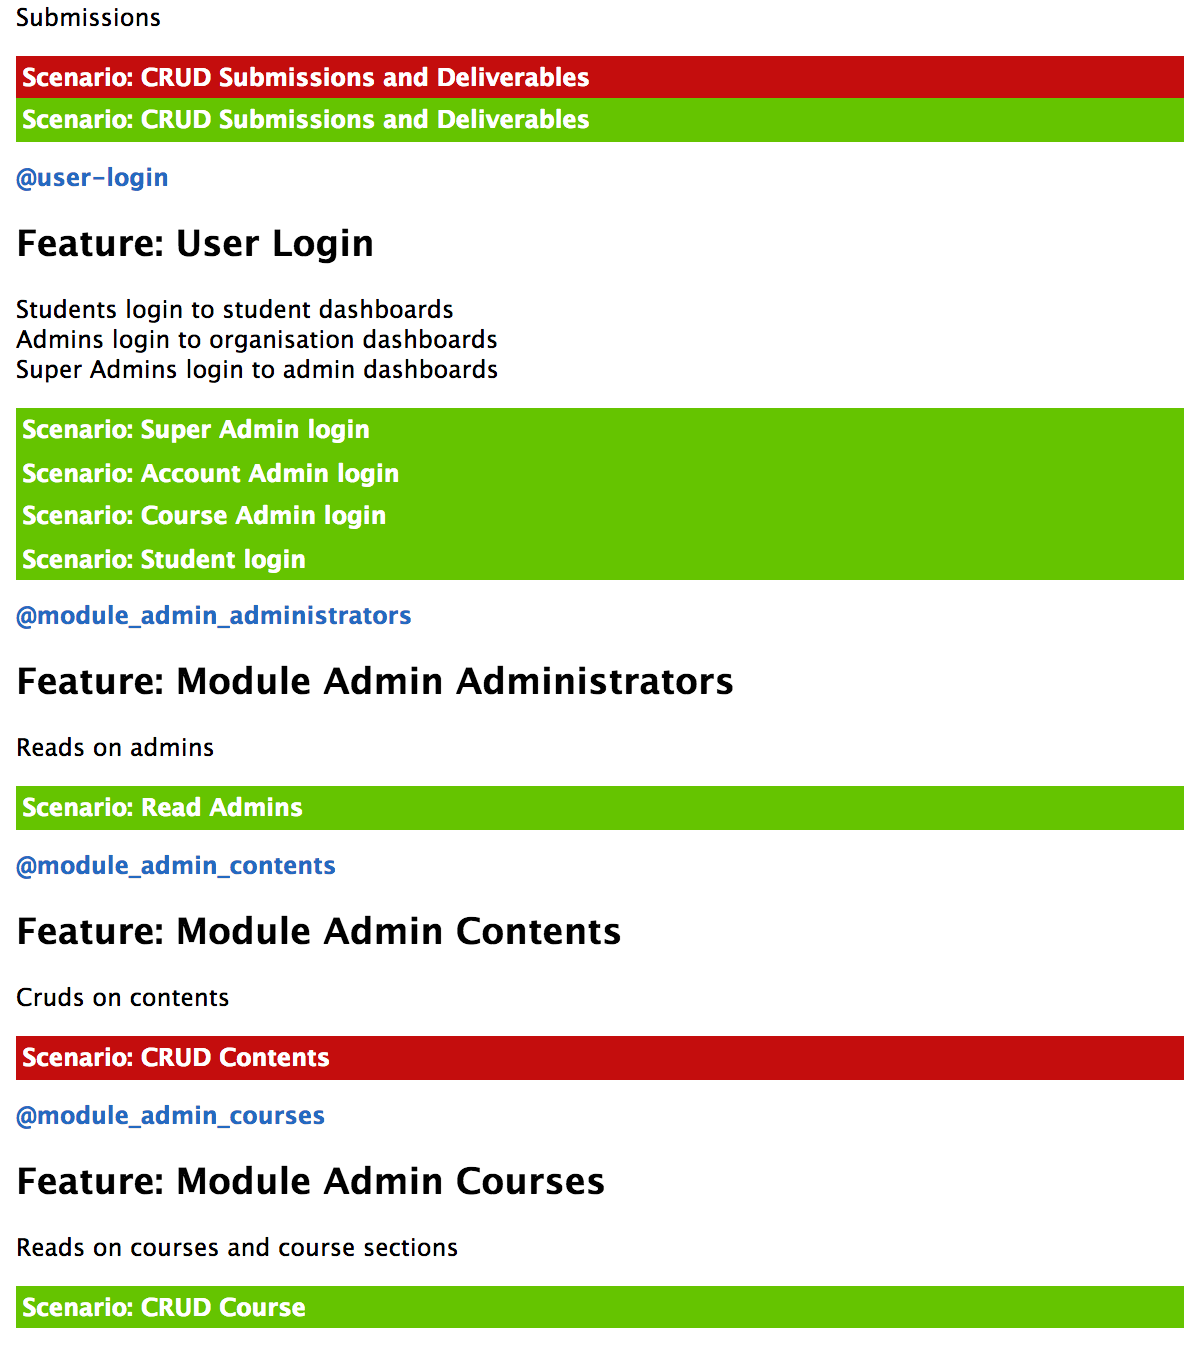 Submissions
Scenario: CRUD Submissions and Deliverables
Scenario: CRUD Submissions and Deliverables
@user-login
Feature: User Login
Students login to student dashboards
Admins login to organisation dashboards
Super Admins login to admin dashboards
Scenario: Super Admin login
Scenario: Account Admin login
Scenario: Course Admin login
Scenario: Student login
@module_admin_administrators
Feature: Module Admin Administrators
Reads on admins
Scenario: Read Admins
@module_admin_contents
Feature: Module Admin Contents
Cruds on contents
Scenario: CRUD Contents
@module_admin_courses
Feature: Module Admin Courses
Reads on courses and course sections
Scenario: CRUD Course